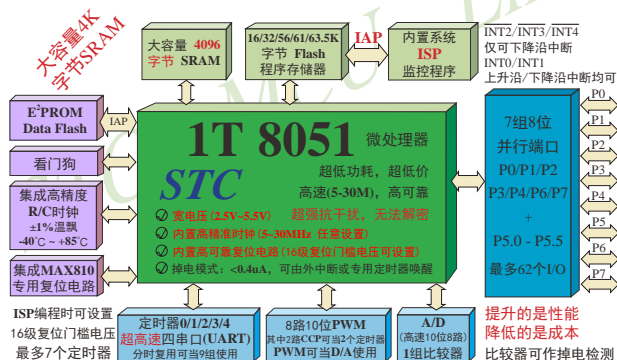 大容量4K
字节SRAM
大容量 4096
字节 SRAM
16/32/56/61/63.5K
字节 Flash
程序存储器
IAP
内置系统
ISP
监控程序
INT2/INT3/INT4
仅可下降沿中断
INT0/INT1
上升沿/下降沿中断均可
E²PROM
Data Flash
IAP
看门狗
集成高精度
R/C时钟
±1%温飘
-40℃ ~ +85℃
集成MAX810
专用复位电路
1T 8051 微处理器
STC
超低功耗，超低价
高速(5-30M)，高可靠
宽电压(2.5V~5.5V)
超强抗干扰，无法解密
内置高精准时钟(5~30MHz 任意设置)
内置高可靠复位电路(16级复位门槛电压可设置)
掉电模式：<0.4uA，可由外中断或专用定时器唤醒
7组8位
并行端口
P0/P1/P2
P3/P4/P6/P7
+
P5.0 - P5.5
最多62个I/O
P0
P1
P2
P3
P4
P5
P6
P7
ISP编程时可设置
16级复位门槛电压
最多7个定时器
定时器0/1/2/3/4
超高速四串口(UART)
分时复用可当9组使用
8路10位PWM
其中2路CCP可当2个定时器
PWM可当D/A使用
A/D
(高速10位8路)
1组比较器
提升的是性能
降低的是成本
比较器可作掉电检测